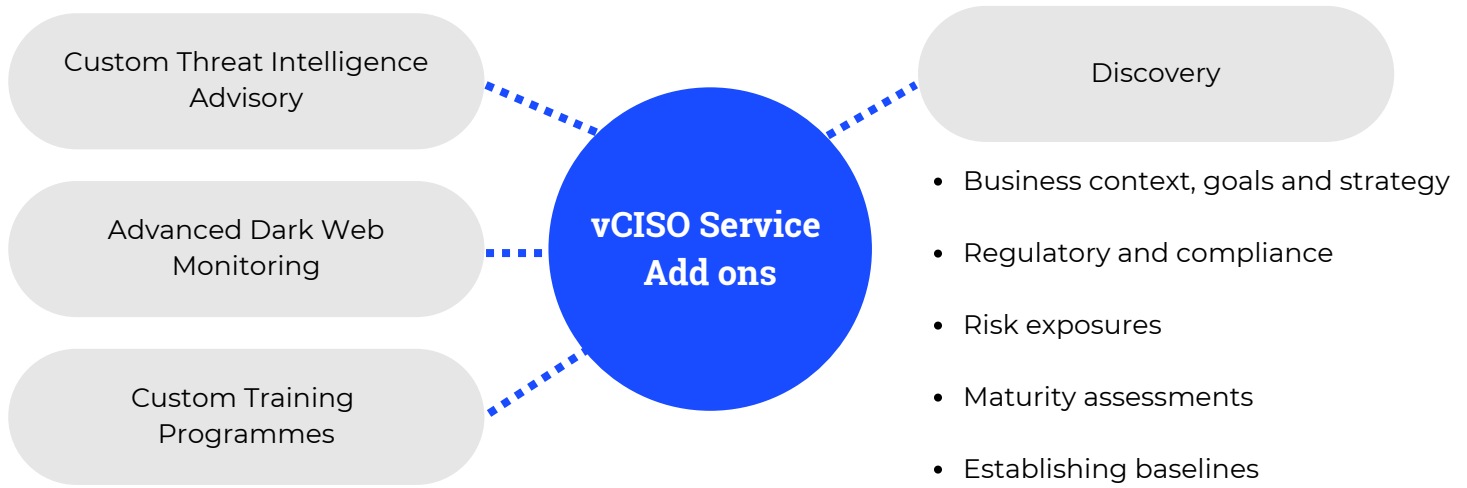 Custom Threat Intelligence
Advisory
Advanced Dark Web
Monitoring
Custom Training
Programmes
vCISO Service
Add ons
Discovery
• Business context, goals and strategy
• Regulatory and compliance
• Risk exposures
• Maturity assessments
• Establishing baselines